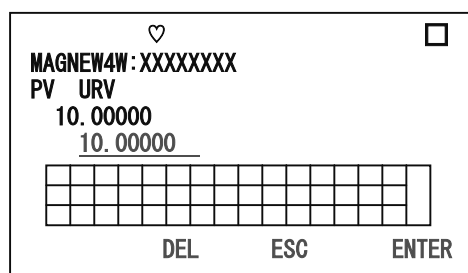 ♡
MAGNEW4W:XXXXXXXX
PV URV
10.00000
10.00000
DEL ESC ENTER